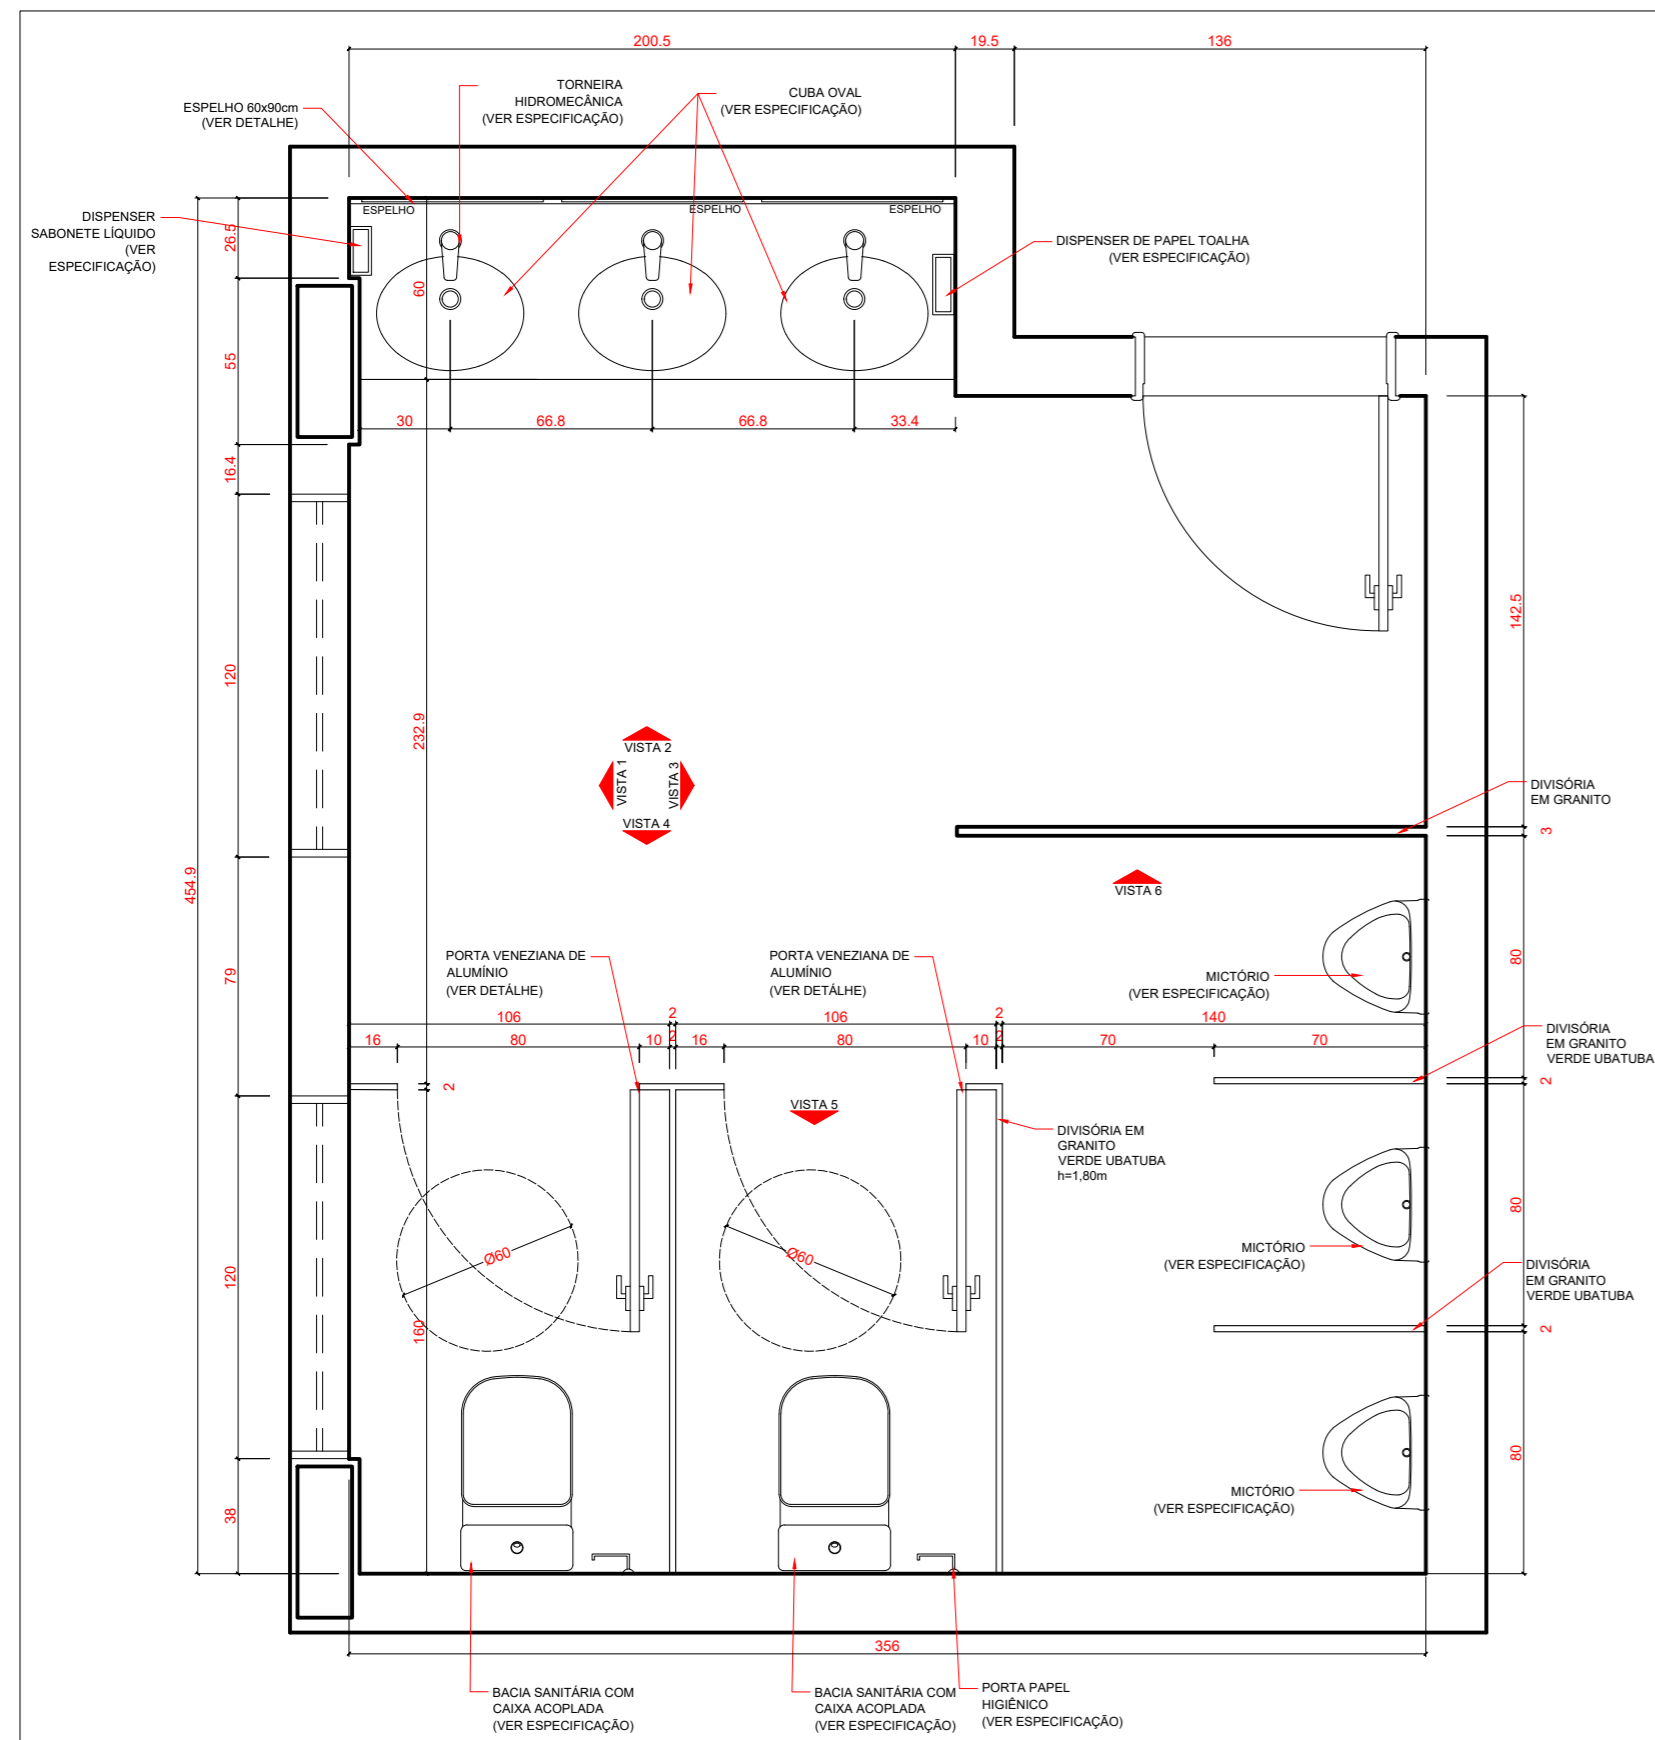 200.5
19.5
136
TORNEIRA
HIDROMECÂNICA
(VER ESPECIFICAÇÃO)
CUBA OVAL
(VER ESPECIFICAÇÃO)
ESPELHO 60x90cm
(VER DETALHE)
ESPELHO
ESPELHO
ESPELHO
DISPENSER
SABONETE LÍQUIDO
(VER
ESPECIFICAÇÃO)
DISPENSER DE PAPEL TOALHA
(VER ESPECIFICAÇÃO)
26.5
60
55
30
66.8
66.8
33.4
16.4
142.5
120
232.9
VISTA 2
VISTA 1
VISTA 3
VISTA 4
DIVISÓRIA
EM GRANITO
3
454.9
VISTA 6
79
PORTA VENEZIANA DE
ALUMÍNIO
(VER DETÁLHE)
PORTA VENEZIANA DE
ALUMÍNIO
(VER DETÁLHE)
MICTÓRIO
(VER ESPECIFICAÇÃO)
80
106
2
106
2
140
16
80
10
2
16
80
10
2
70
70
DIVISÓRIA
EM GRANITO
VERDE UBATUBA
2
2
VISTA 5
DIVISÓRIA EM
GRANITO
VERDE UBATUBA
h=1,80m
Ø60
Ø60
80
MICTÓRIO
(VER ESPECIFICAÇÃO)
DIVISÓRIA
EM GRANITO
VERDE UBATUBA
120
160
2
80
MICTÓRIO
(VER ESPECIFICAÇÃO)
38
356
BACIA SANITÁRIA COM
CAIXA ACOPLADA
(VER ESPECIFICAÇÃO)
BACIA SANITÁRIA COM
CAIXA ACOPLADA
(VER ESPECIFICAÇÃO)
PORTA PAPEL
HIGIÊNICO
(VER ESPECIFICAÇÃO)